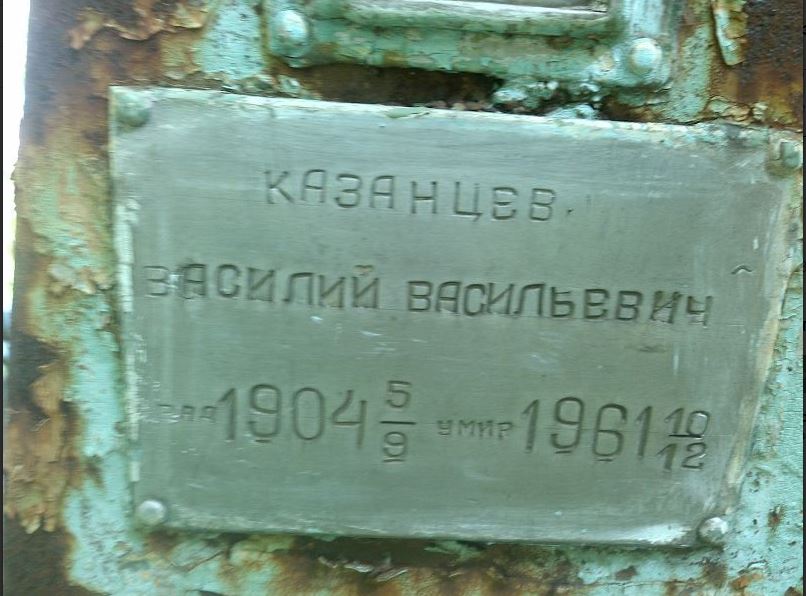 КАЗАНЦЕВ
ВАСИЛИЙ ВАСИЛЬЕВИЧ
1904 5/9 УМИР 1961 10/12